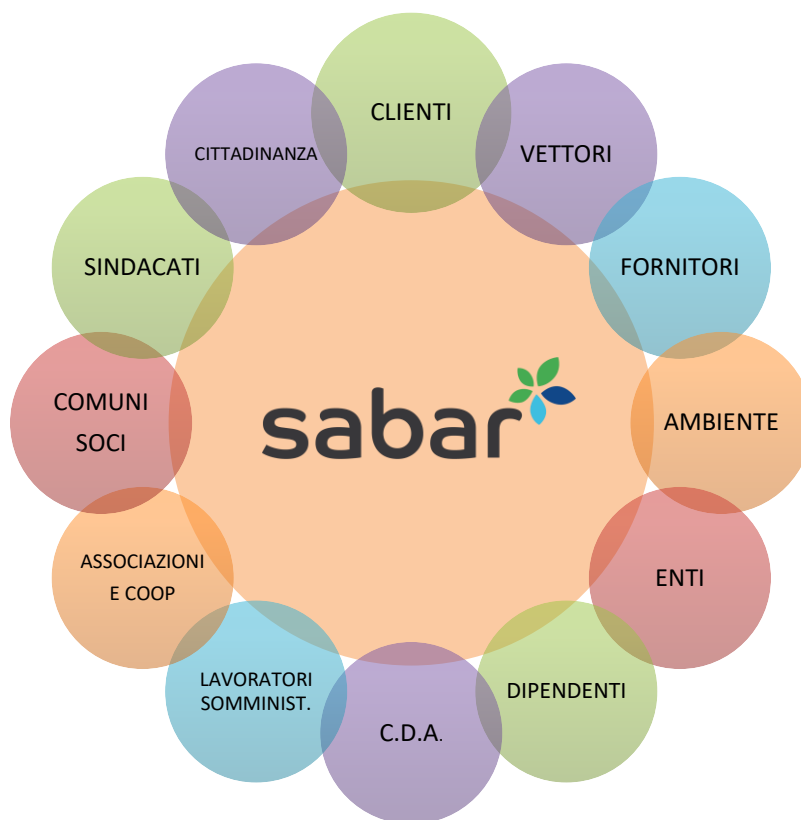 CLIENTI
VETTORI
FORNITORI
AMBIENTE
ENTI
DIPENDENTI
C.D.A.
LAVORATORI
SOMMINIST.
ASSOCIAZIONI
E COOP
COMUNI
SOCI
SINDACATI
CITTADINANZA
sabar